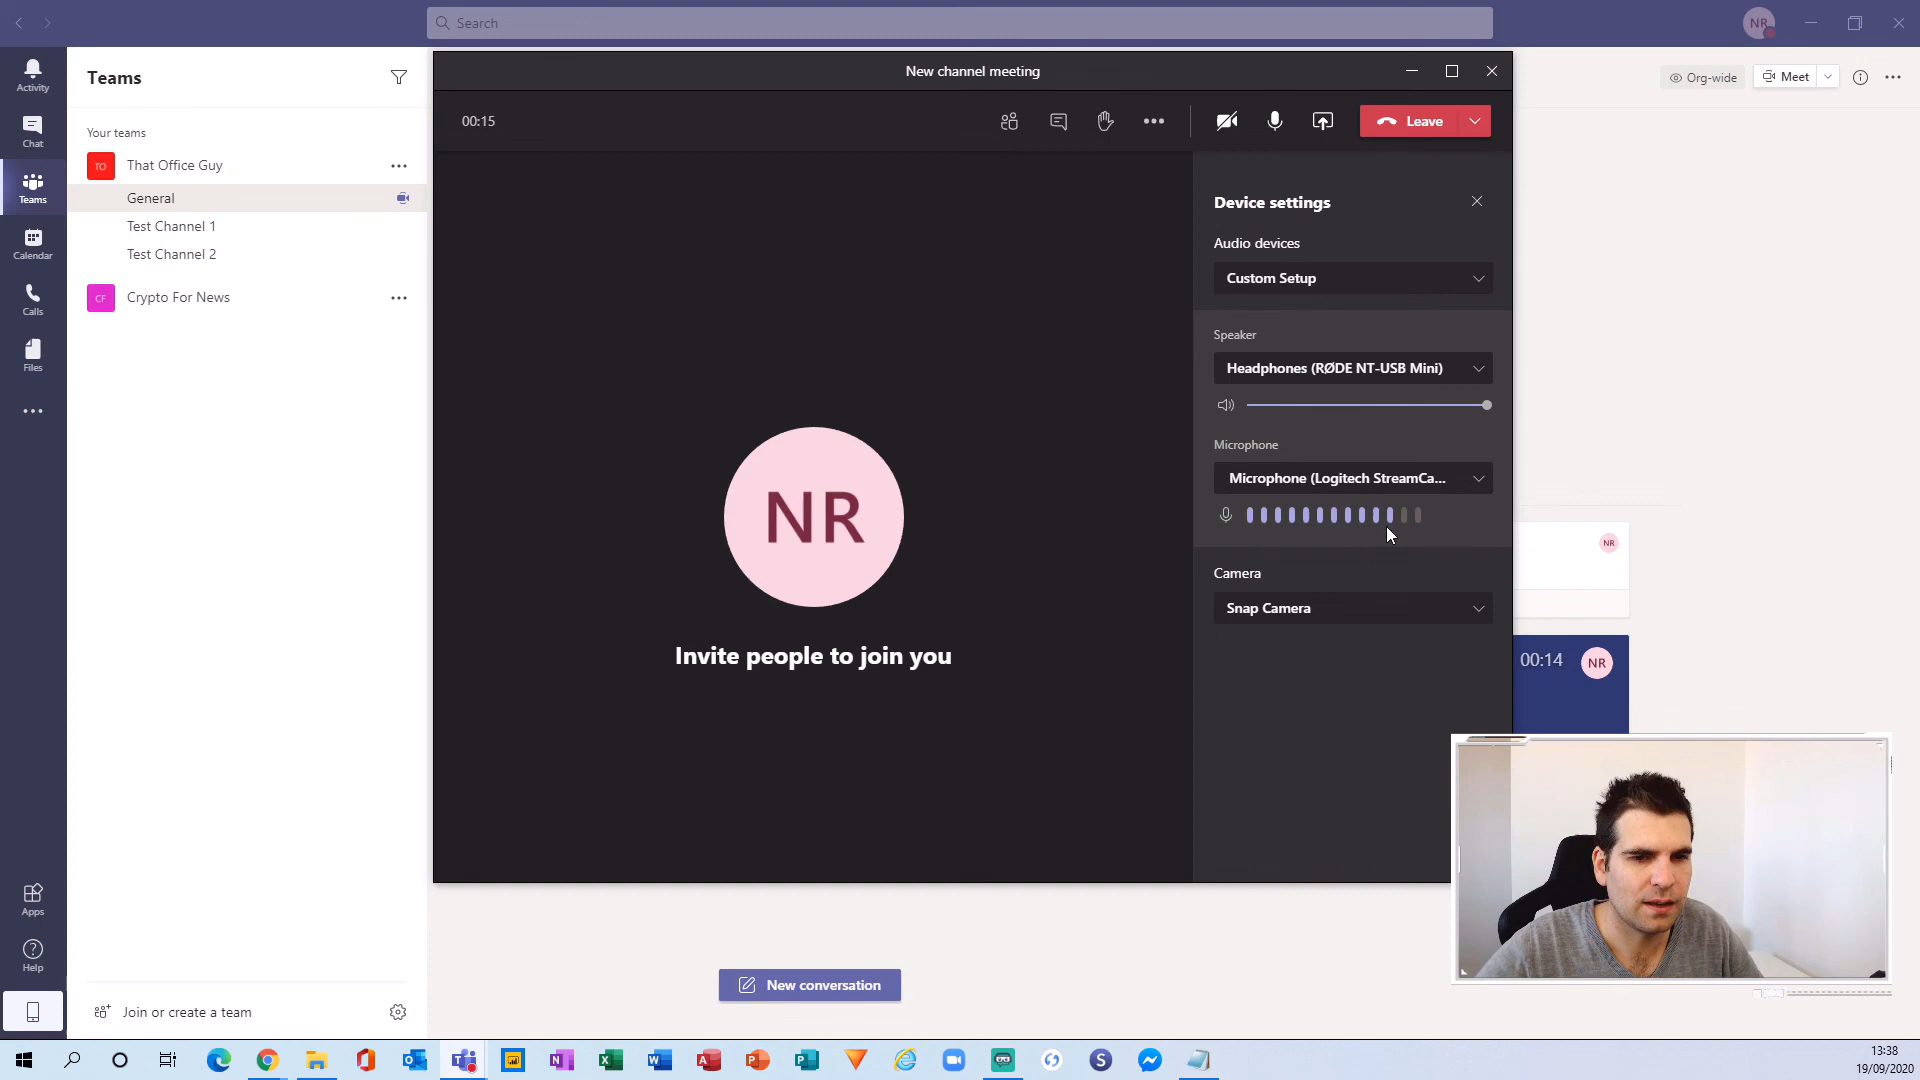 Search
NR
Activity
Chat
Teams
Calendar
Calls
Files
Apps
Help
Teams
Your teams
TO That Office Guy
General
Test Channel 1
Test Channel 2
CF Crypto For News
Join or create a team
New channel meeting
00:15
Leave
NR
Invite people to join you
Device settings
Audio devices
Custom Setup
Speaker
Headphones (RØDE NT-USB Mini)
Microphone
Microphone (Logitech StreamCa...
Camera
Snap Camera
Org-wide
Meet
NR
00:14 NR
New conversation
13:38
19/09/2020